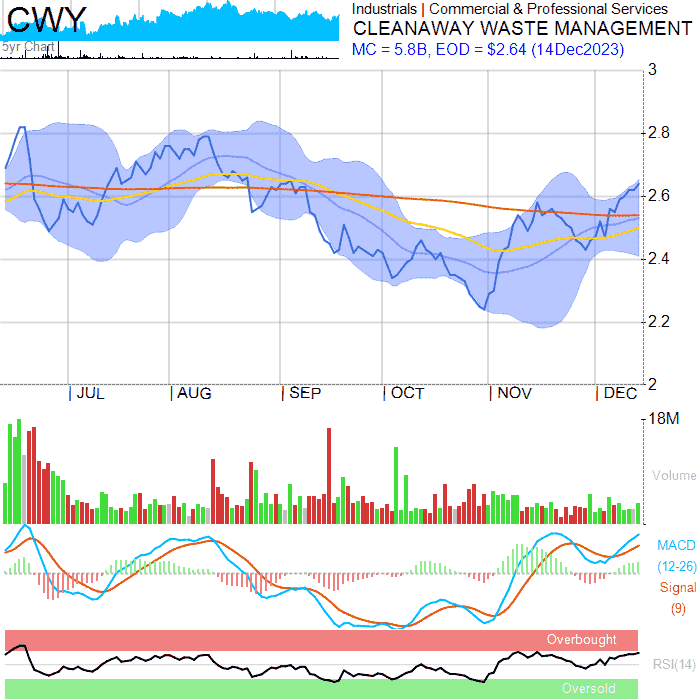 CWY
5yr Chart
Industrials | Commercial & Professional Services
CLEANAWAY WASTE MANAGEMENT
MC = 5.8B, EOD = $2.64 (14Dec2023)
3
2.8
2.6
2.4
2.2
2
| JUL | AUG | SEP | OCT | NOV | DEC
18M
Volume
MACD
(12-26)
Signal
(9)
Overbought
RSI(14)
Oversold